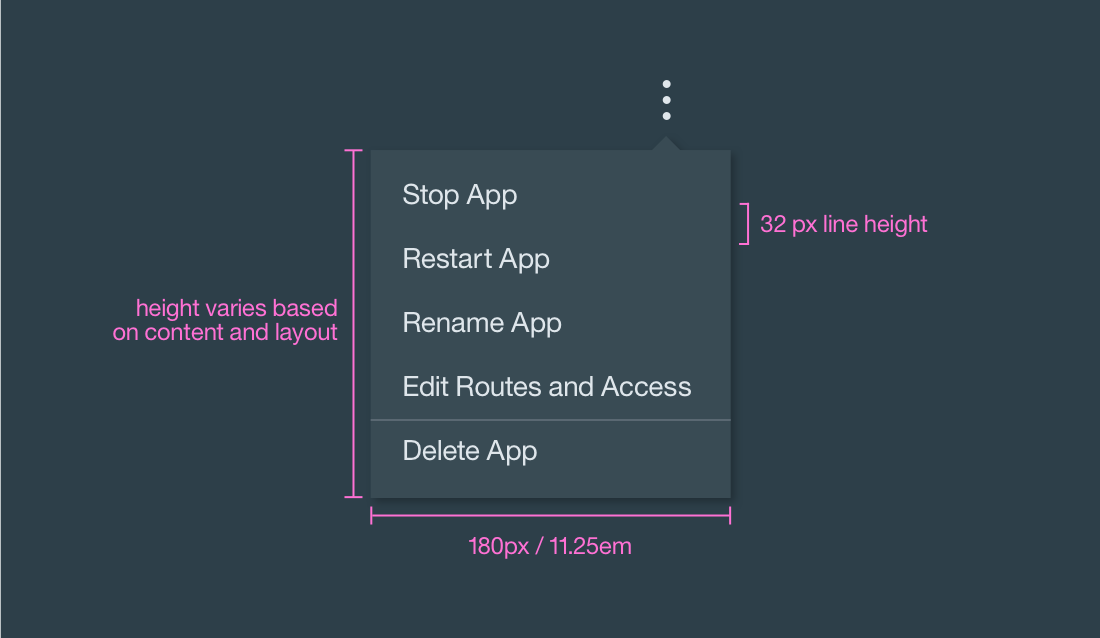 Stop App
32 px line height
Restart App
height varies based
on content and layout
Rename App
Edit Routes and Access
Delete App
180px / 11.25em